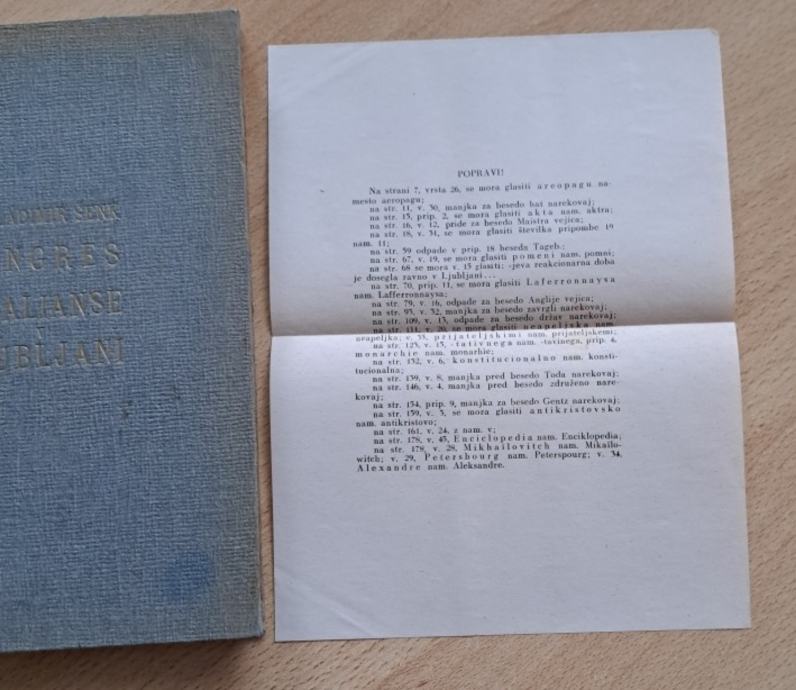 LADIMIR ŠENK
NGRES
ALIANSE
UBLJANI
POPRAVI!
Na strani 7, vrsta 26, se mora glasiti areopagu na-
mesto aeropagu;
na str. 11, v. 30, manjka za besedo hat narekovaj;
na str. 15, prip. 2, se mora glasiti akta nam. aktra;
na str. 16, v. 12, pride za besedo Maistra vejica;
na str. 18, v. 31, se mora glasiti številka pripombe 19
nam. 11;
na str. 59 odpade v prip. 18 beseda Tageb.;
na str. 67, v. 19, se mora glasiti pomeni nam. pomni;
na str. 68 se mora v. 15 glasiti: -jeva reakcionarna doba
je dosegla ravno v Ljubljani...
na str. 70, prip. 11, se mora glasiti Laferronnaysa
nam. Lafferronnaysa;
na str. 79, v. 16, odpade za besedo Anglije vejica;
na str. 93, v. 32, manjka za besedo zavrgli narekovaj;
na str. 109, v. 13, odpade za besedo držav narekovaj;
na str. 111, v. 20, se mora glasiti neapeljska nam.
neapeljka; v. 33, prijateljskimi nam. prijateljskemi;
na str. 125, v. 15, -tativnega nam. -tavinega, prip. 4,
monarchie nam. monarhie;
na str. 132, v. 6, konstitucionalno nam. konsti-
tucionalna;
na str. 139, v. 8, manjka pred besedo Toda narekovaj;
na str. 146, v. 4, manjka pred besedo združeno nare-
kovaj;
na str. 154, prip. 9, manjka za besedo Gentz narekovaj;
na str. 159, v. 3, se mora glasiti antikristovsko
nam. antikristovo;
na str. 161, v. 24, z nam. v;
na str. 178, v. 45, Enciclopedia nam. Enciklopedia;
na str. 178, v. 28, Mikhaïlovitch nam. Mikaïlo-
witch; v. 29, Petersbourg nam. Peterspourg; v. 34,
Alexandre nam. Aleksandre.